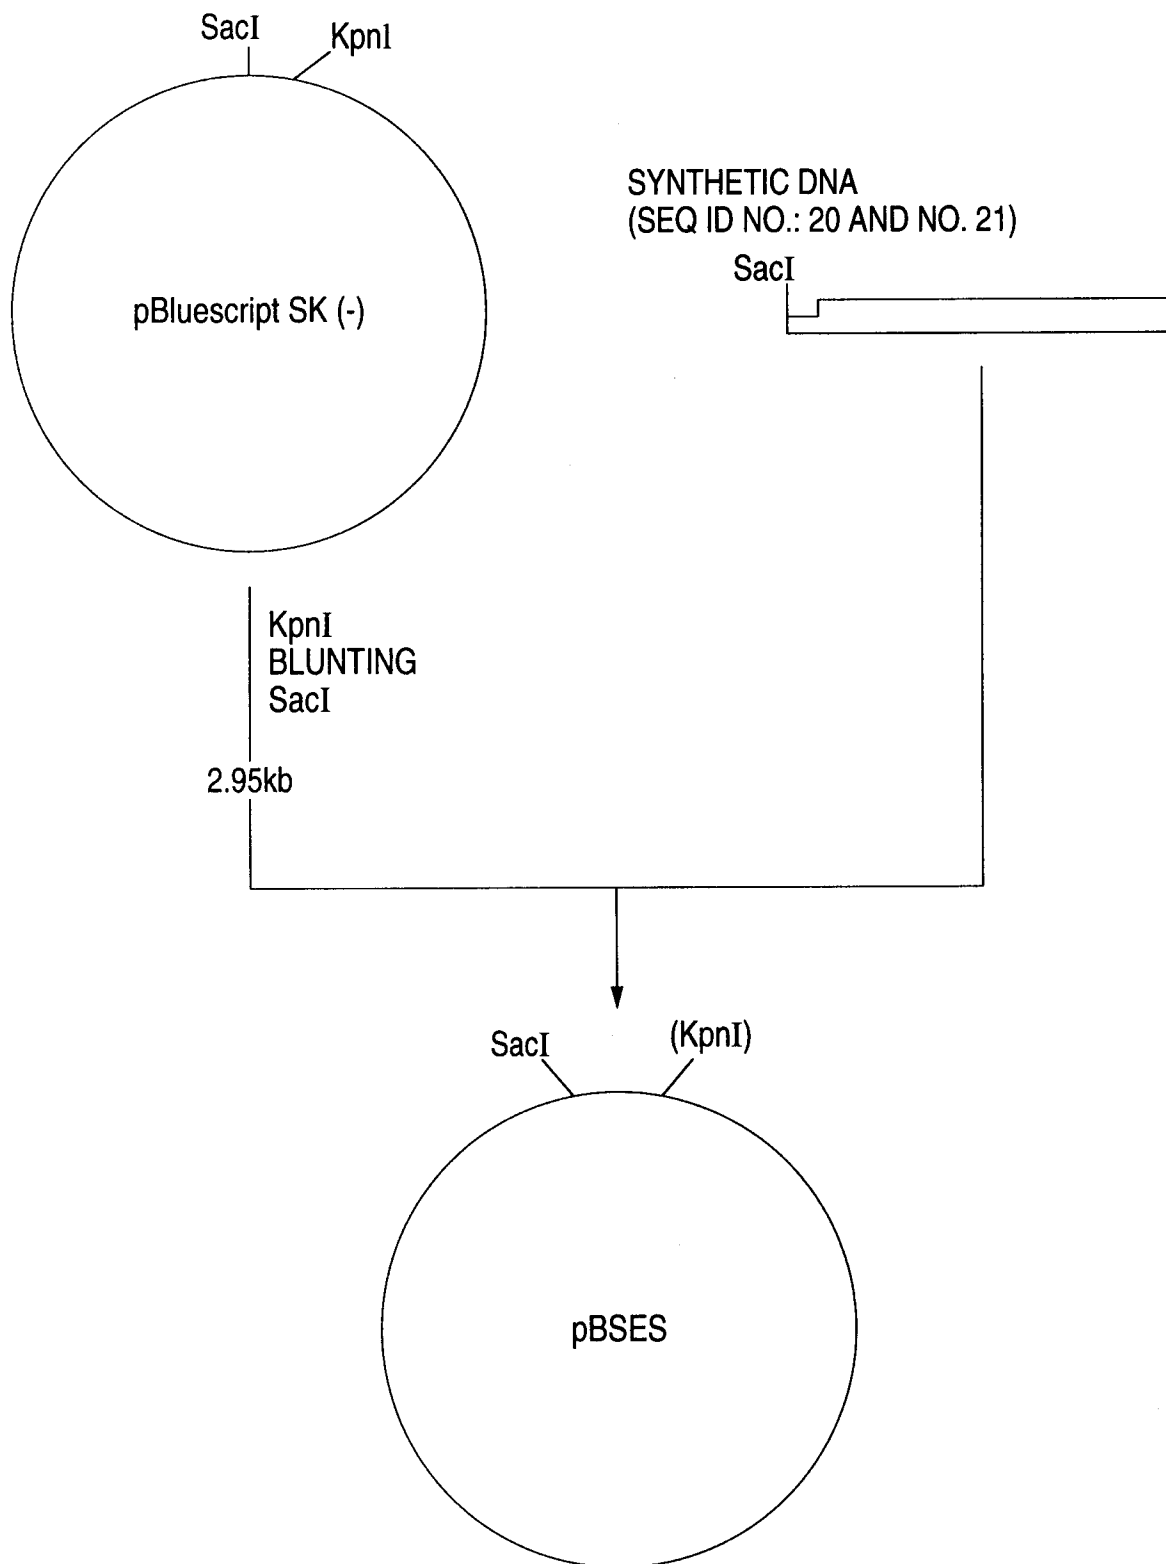 SacI
Kpn1
SYNTHETIC DNA
(SEQ ID NO.: 20 AND NO. 21)
SacI
pBluescript SK (-)
KpnI
BLUNTING
SacI
2.95kb
SacI
(KpnI)
pBSES